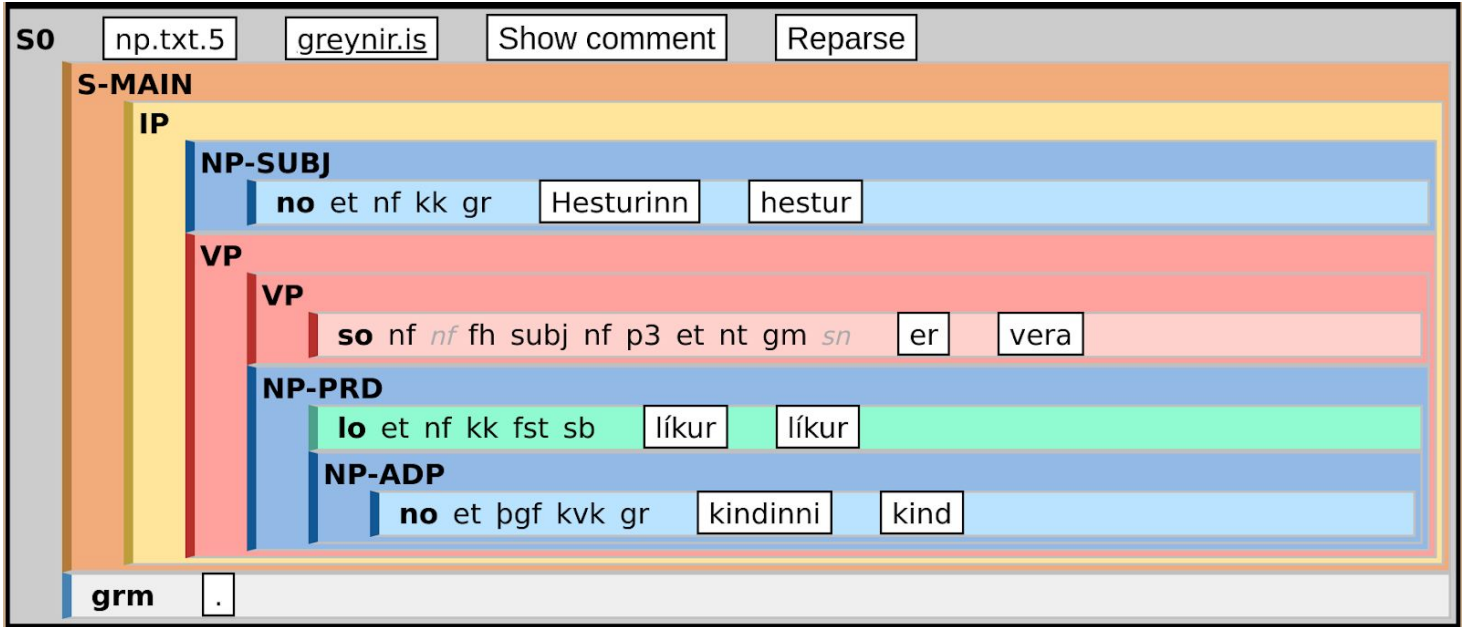 S0 np.txt.5 greynir.is Show comment Reparse
S-MAIN
IP
NP-SUBJ
no et nf kk gr Hesturinn hestur
VP
VP
so nf nf fh subj nf p3 et nt gm sn er vera
NP-PRD
lo et nf kk fst sb líkur líkur
NP-ADP
no et þgf kvk gr kindinni kind
grm .